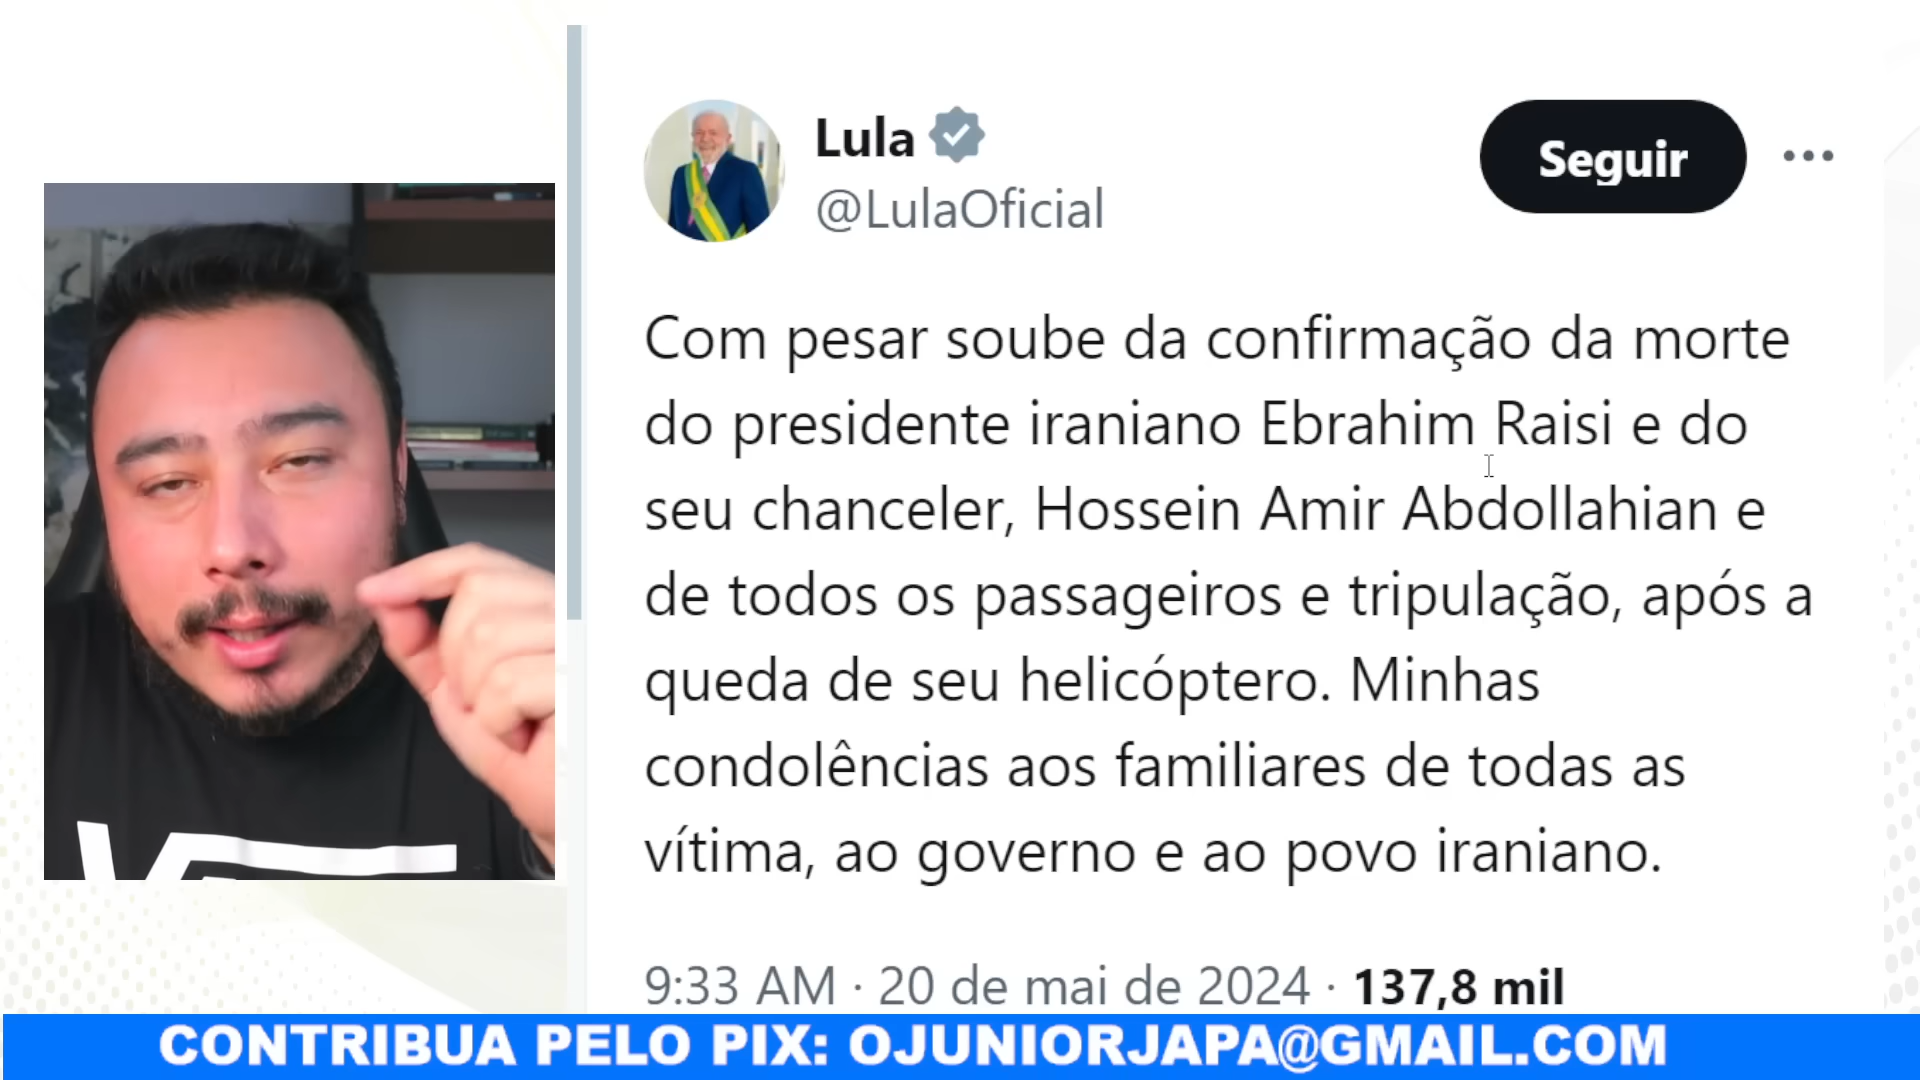 Lula
@LulaOficial
Seguir
Com pesar soube da confirmação da morte
do presidente iraniano Ebrahim Raisi e do
seu chanceler, Hossein Amir Abdollahian e
de todos os passageiros e tripulação, após a
queda de seu helicóptero. Minhas
condolências aos familiares de todas as
vítima, ao governo e ao povo iraniano.
9:33 AM · 20 de mai de 2024 · 137,8 mil
CONTRIBUA PELO PIX: OJUNIORJAPA@GMAIL.COM